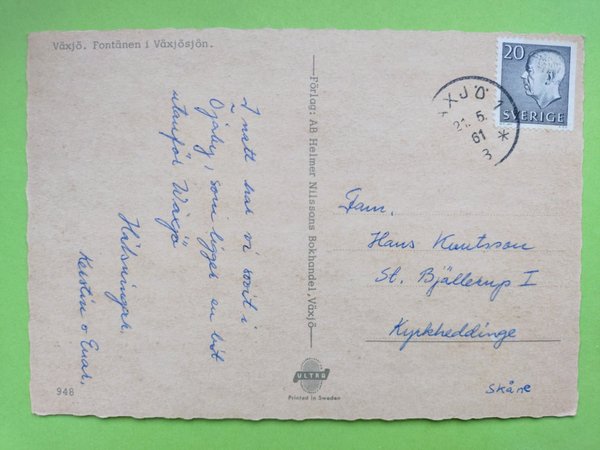 Växjö. Fontänen i Växjösjön.
I natt har vi sovit i
Öjaby, som ligger en bit
utanför Växjö
Hälsningar,
Kerstin o Enar.
948
Förlag: AB Helmer Nilssons Bokhandel, Växjö
ULTRA
Printed in Sweden
20
SVERIGE
VÄXJÖ 1
21. 5.
61
3
Fam.
Hans Knutsson
St. Bjällerup I
Kyrkheddinge
Skåne